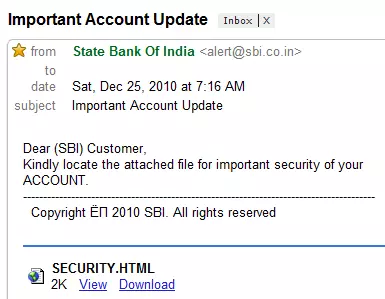 Important Account Update Inbox | X
from State Bank Of India <alert@sbi.co.in>
to
date Sat, Dec 25, 2010 at 7:16 AM
subject Important Account Update
Dear (SBI) Customer,
Kindly locate the attached file for important security of your
ACCOUNT.
Copyright ЁП 2010 SBI. All rights reserved
SECURITY.HTML
2K View Download